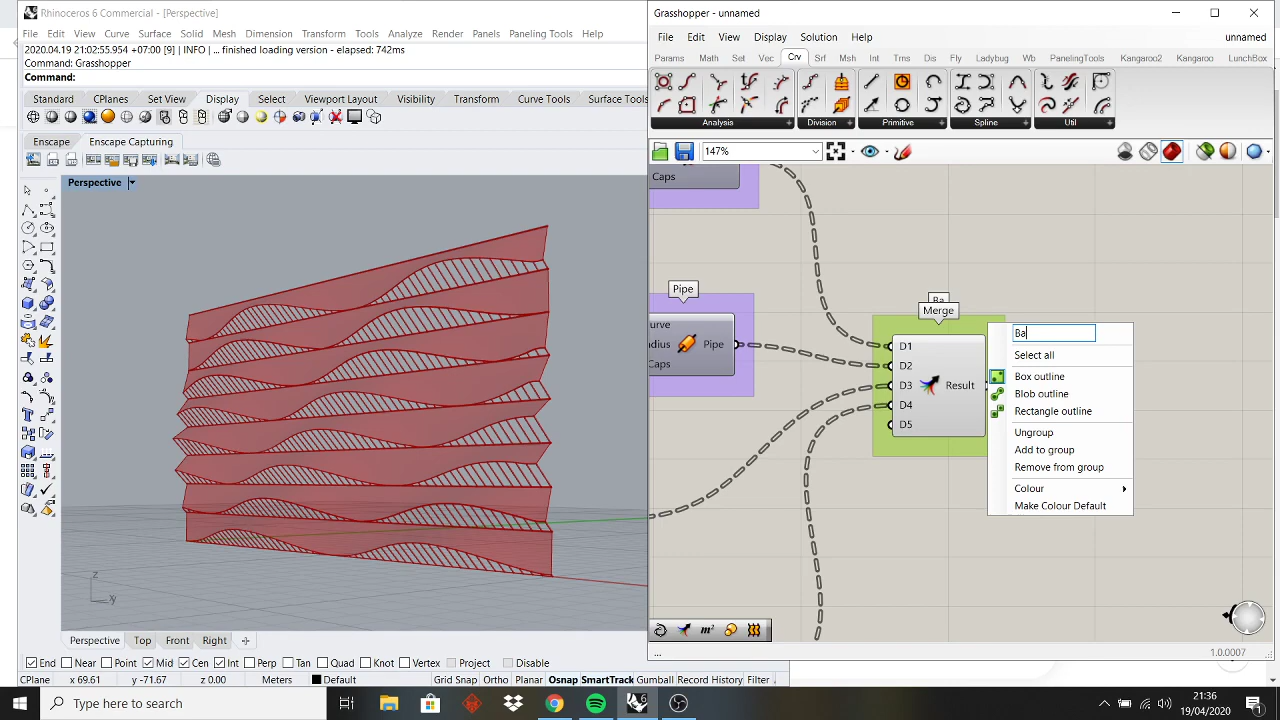 Rhinoceros 6 Commercial - [Perspective]
File Edit View Curve Surface Solid Mesh Dimension Transform Tools Analyze Render Panels Paneling Tools Help
2020.04.19 21:02:55.954 +07:00 [9] | INFO | ... finished loading version - elapsed: 742ms
Command: Grasshopper
Command:
Standard CPlanes Set View Display Select Viewport Layout Visibility Transform Curve Tools Surface Tools
Enscape Enscape Capturing
Perspective
z
x y
Perspective Top Front Right
End Near Point Mid Cen Int Perp Tan Quad Knot Vertex Project Disable
CPlane x 69.61 y -71.67 Meters Default Grid Snap Ortho Planar Osnap SmartTrack Gumball Record History Filter
Grasshopper - unnamed
File Edit View Display Solution Help unnamed
Params Math Set Vec Crv Srf Msh Int Trns Dis Fly Ladybug Wb PanelingTools Kangaroo2 Kangaroo LunchBox
Analysis Division Primitive Spline Util
147%
Caps
Pipe
Radius Pipe
Caps
Ba
Merge
D1
D2
D3 Result
D4
D5
Ba
Select all
Box outline
Blob outline
Rectangle outline
Ungroup
Add to group
Remove from group
Colour
Make Colour Default
m²
...
1.0.0007
Type here to search
21:36
19/04/2020